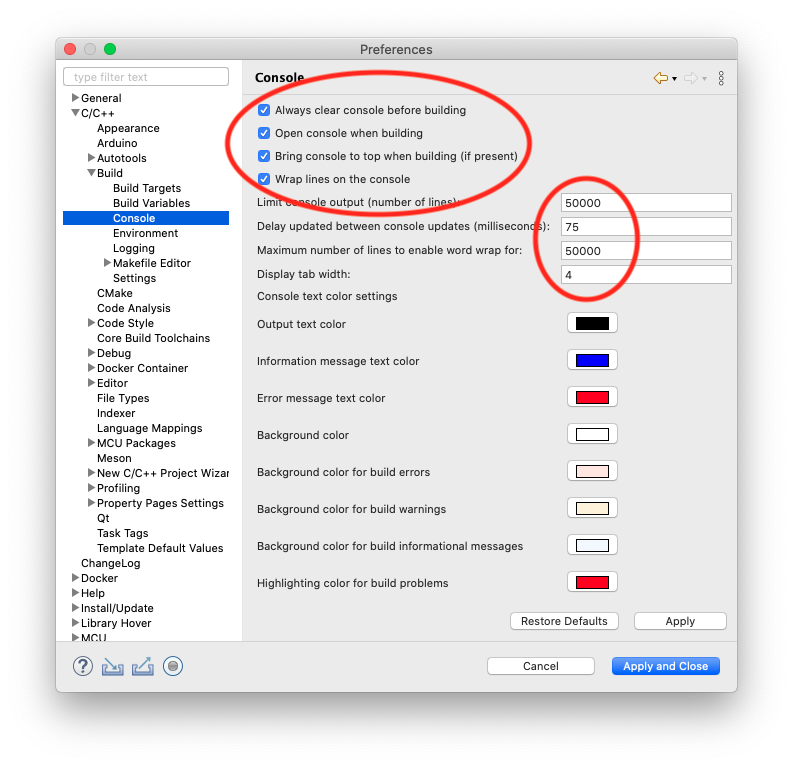 Preferences
type filter text
General
C/C++
Appearance
Arduino
Autotools
Build
Build Targets
Build Variables
Console
Environment
Logging
Makefile Editor
Settings
CMake
Code Analysis
Code Style
Core Build Toolchains
Debug
Docker Container
Editor
File Types
Indexer
Language Mappings
MCU Packages
Meson
New C/C++ Project Wizar
Profiling
Property Pages Settings
Qt
Task Tags
Template Default Values
ChangeLog
Docker
Help
Install/Update
Library Hover
MCU
Console
Always clear console before building
Open console when building
Bring console to top when building (if present)
Wrap lines on the console
Limit console output (number of lines): 50000
Delay updated between console updates (milliseconds): 75
Maximum number of lines to enable word wrap for: 50000
Display tab width: 4
Console text color settings
Output text color
Information message text color
Error message text color
Background color
Background color for build errors
Background color for build warnings
Background color for build informational messages
Highlighting color for build problems
Restore Defaults Apply
? Cancel Apply and Close